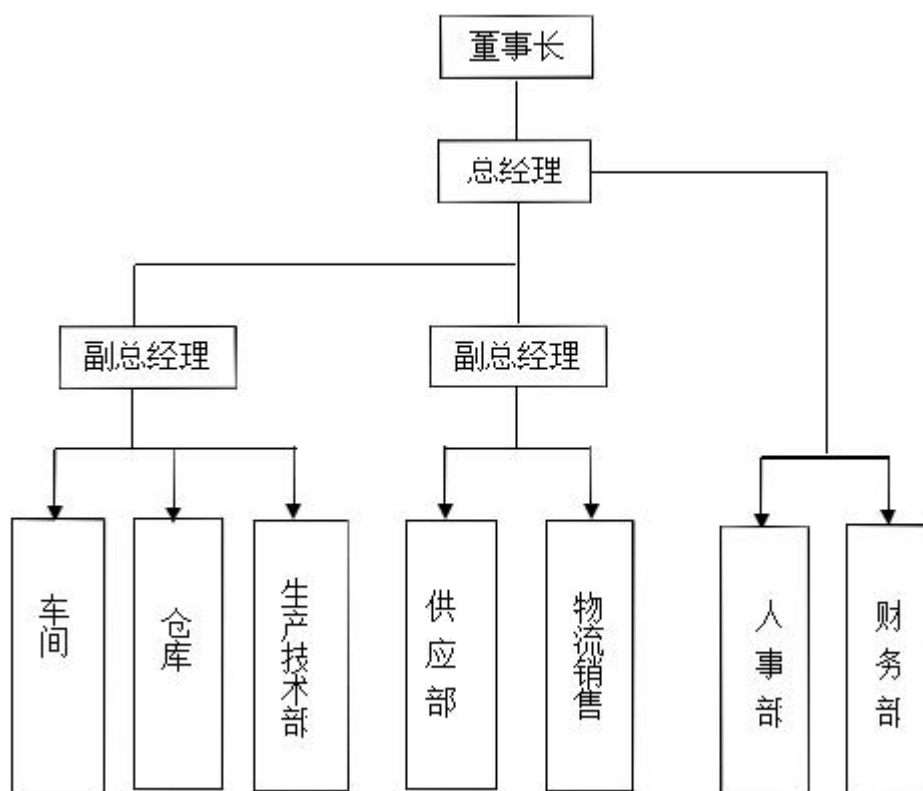 董事长
总经理
副总经理
副总经理
车间
仓库
生产技术部
供应部
物流销售
人事部
财务部